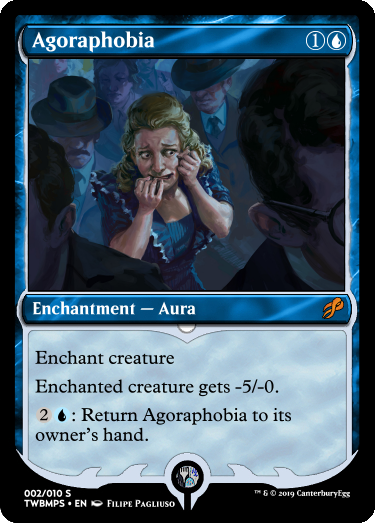 Agoraphobia 1
Enchantment — Aura
Enchant creature
Enchanted creature gets -5/-0.
2 : Return Agoraphobia to its
owner's hand.
002/010 S
TWBMPS • EN Filipe Pagliuso
™ & © 2019 CanterburyEgg